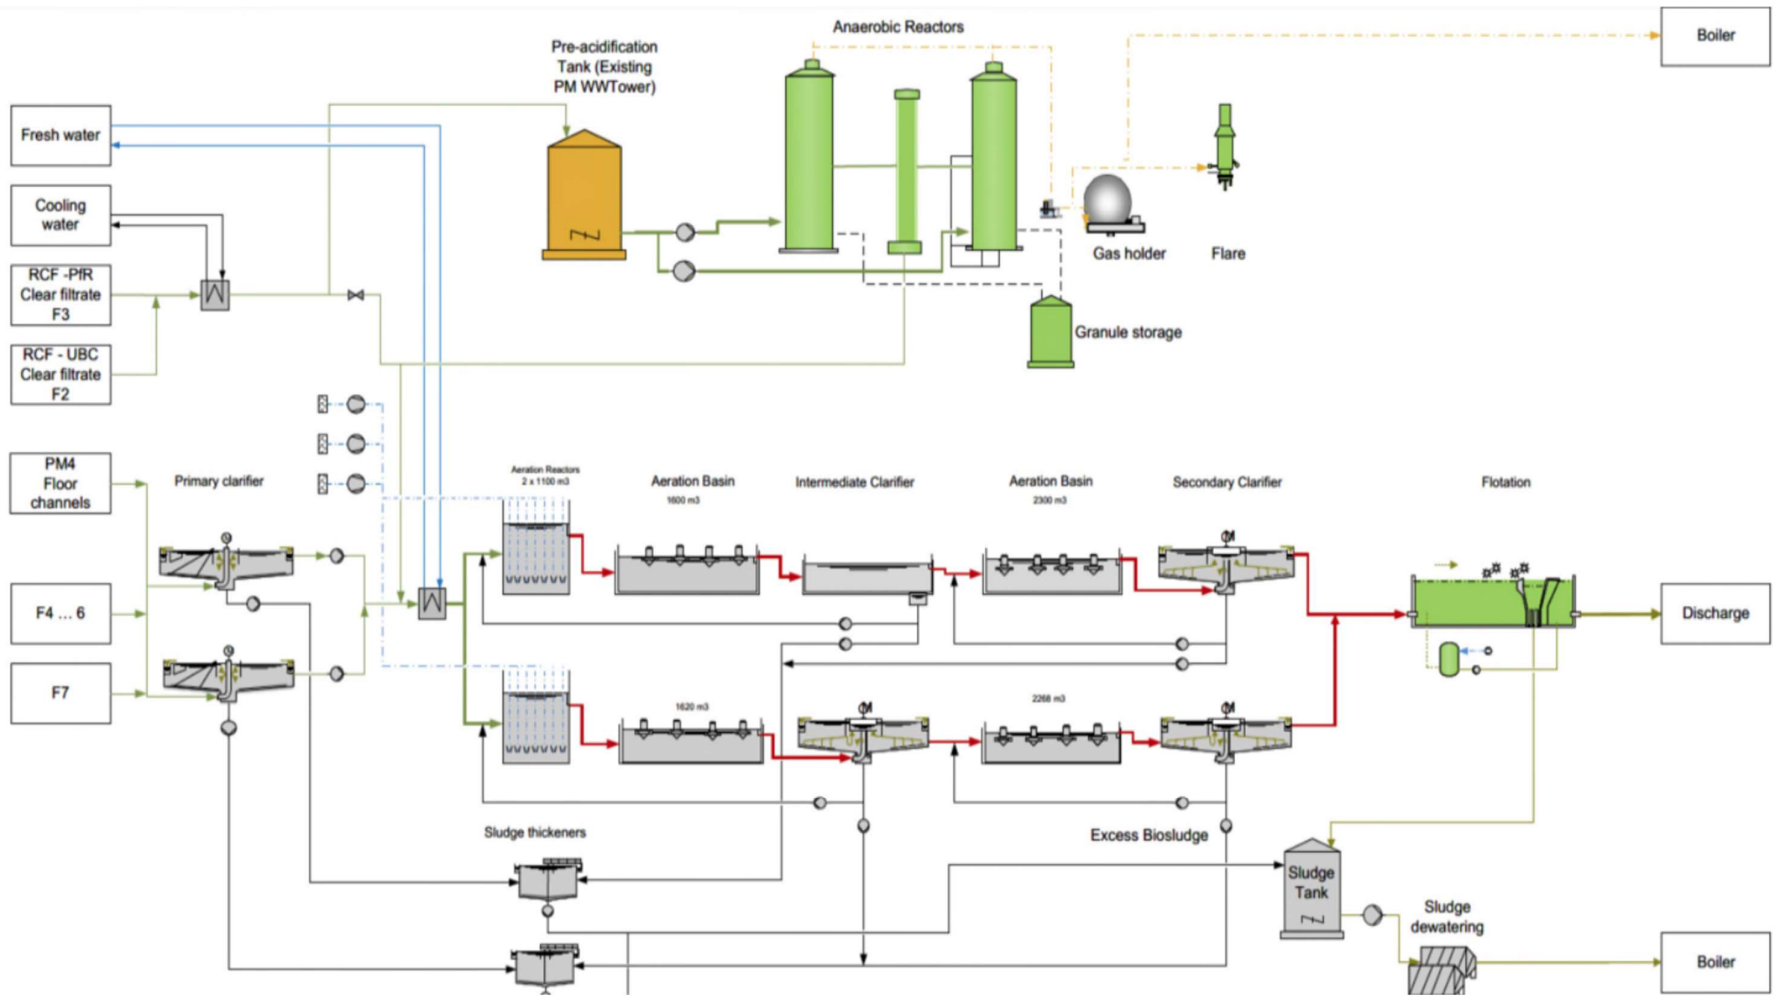 Anaerobic Reactors
Boiler
Pre-acidification
Tank (Existing
PM WWTower)
Fresh water
Cooling
water
RCF -PfR
Clear filtrate
F3
RCF - UBC
Clear filtrate
F2
Gas holder
Flare
Granule storage
PM4
Floor
channels
F4 ... 6
F7
Primary clarifier
Aeration Reactors
2 x 1100 m3
Aeration Basin
1600 m3
Intermediate Clarifier
Aeration Basin
2300 m3
Secondary Clarifier
Flotation
M
Discharge
1620 m3
M
2268 m3
M
Sludge thickeners
Excess Biosludge
Sludge
Tank
Sludge
dewatering
Boiler